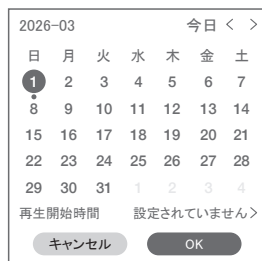 2026-03 今日 < >
日 月 火 水 木 金 土
1 2 3 4 5 6 7
8 9 10 11 12 13 14
15 16 17 18 19 20 21
22 23 24 25 26 27 28
29 30 31 1 2 3 4
再生開始時間 設定されていません>
キャンセル OK